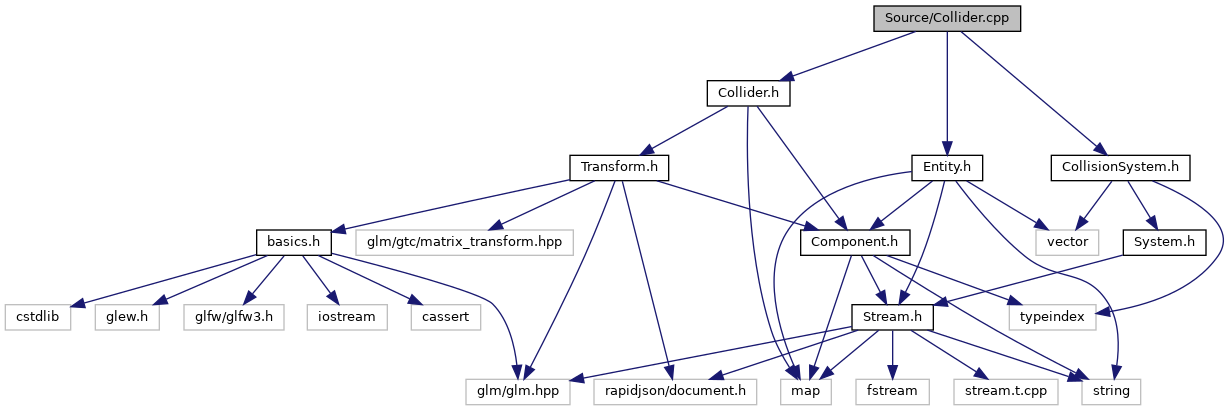 Source/Collider.cpp
Collider.h
Transform.h
Entity.h
CollisionSystem.h
basics.h
glm/gtc/matrix_transform.hpp
Component.h
vector
System.h
cstdlib
glew.h
glfw/glfw3.h
iostream
cassert
Stream.h
typeindex
glm/glm.hpp
rapidjson/document.h
map
fstream
stream.t.cpp
string